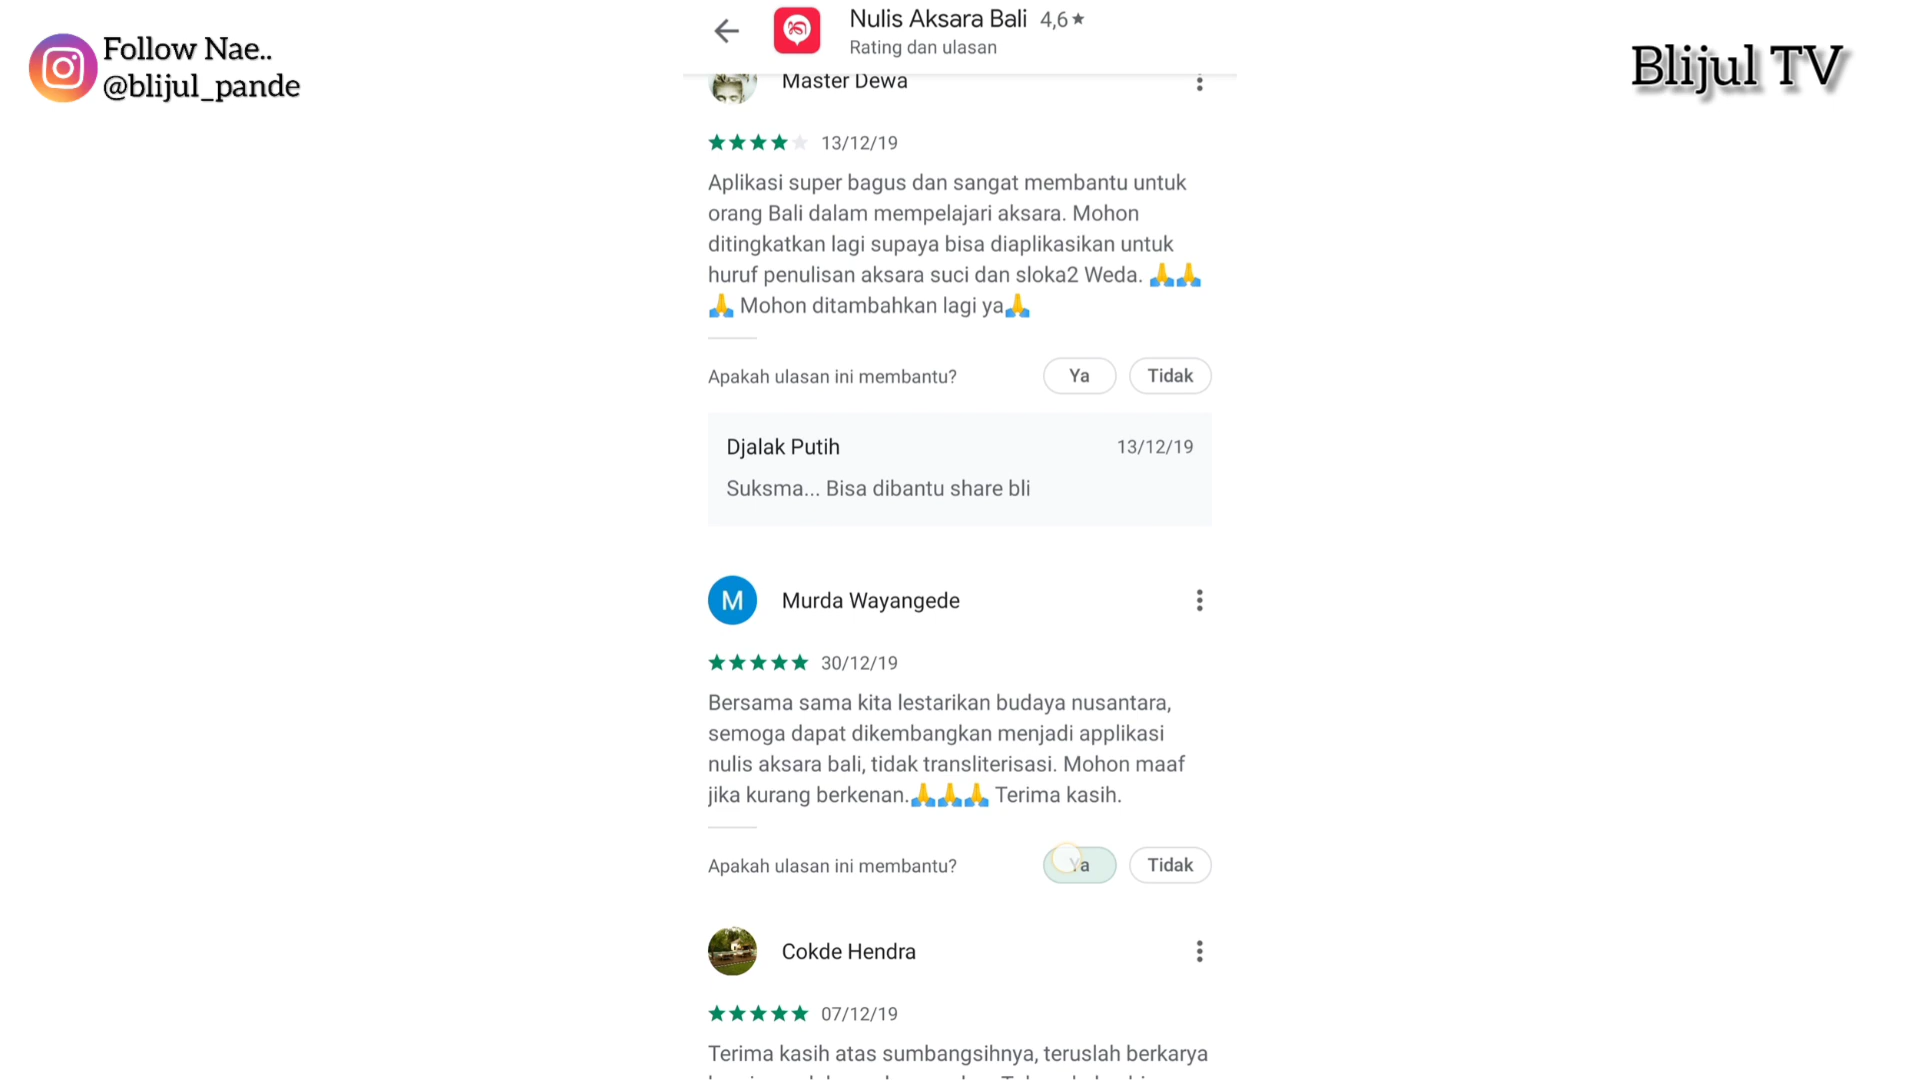 Follow Nae..
@blijul_pande
Blijul TV
Nulis Aksara Bali 4,6★
Rating dan ulasan
Master Dewa
13/12/19
Aplikasi super bagus dan sangat membantu untuk
orang Bali dalam mempelajari aksara. Mohon
ditingkatkan lagi supaya bisa diaplikasikan untuk
huruf penulisan aksara suci dan sloka2 Weda. 🙏🙏
🙏 Mohon ditambahkan lagi ya🙏
Apakah ulasan ini membantu? Ya Tidak
Djalak Putih 13/12/19
Suksma... Bisa dibantu share bli
M Murda Wayangede
30/12/19
Bersama sama kita lestarikan budaya nusantara,
semoga dapat dikembangkan menjadi applikasi
nulis aksara bali, tidak transliterisasi. Mohon maaf
jika kurang berkenan.🙏🙏🙏 Terima kasih.
Apakah ulasan ini membantu? Ya Tidak
Cokde Hendra
07/12/19
Terima kasih atas sumbangsihnya, teruslah berkarya